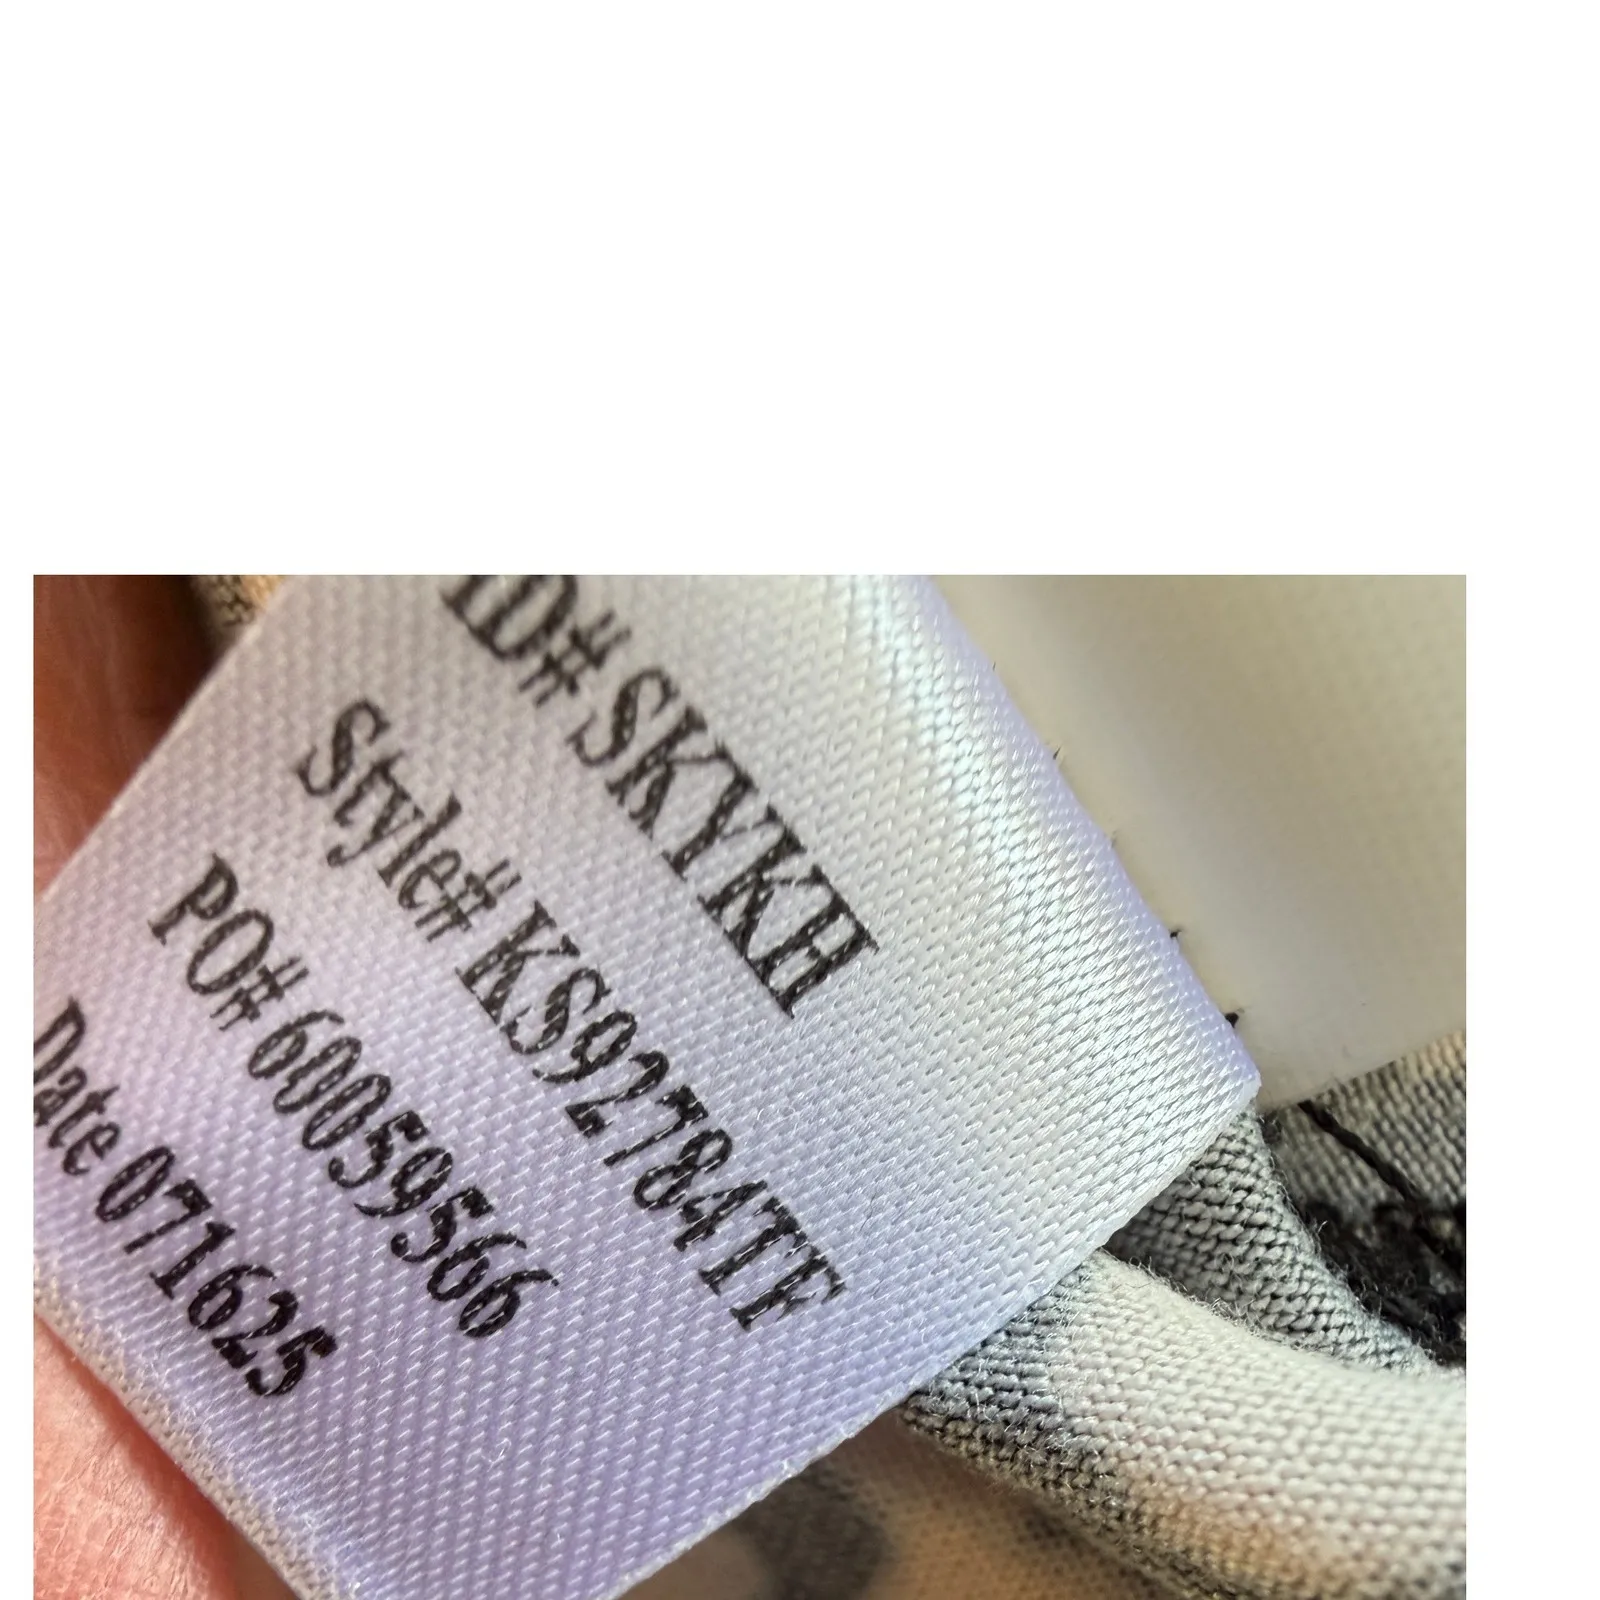 ID# SKYKH
Style# KS92784TF
PO# 60059566
Date 071625